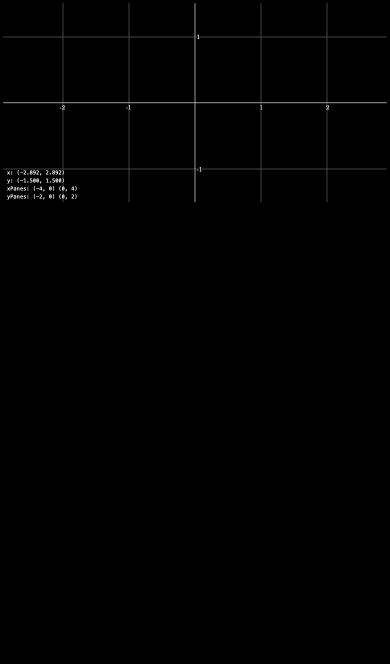 1
-2 -1 1 2
-1
x: (-2.892, 2.892)
y: (-1.500, 1.500)
xPanes: (-4, 0) (0, 4)
yPanes: (-2, 0) (0, 2)